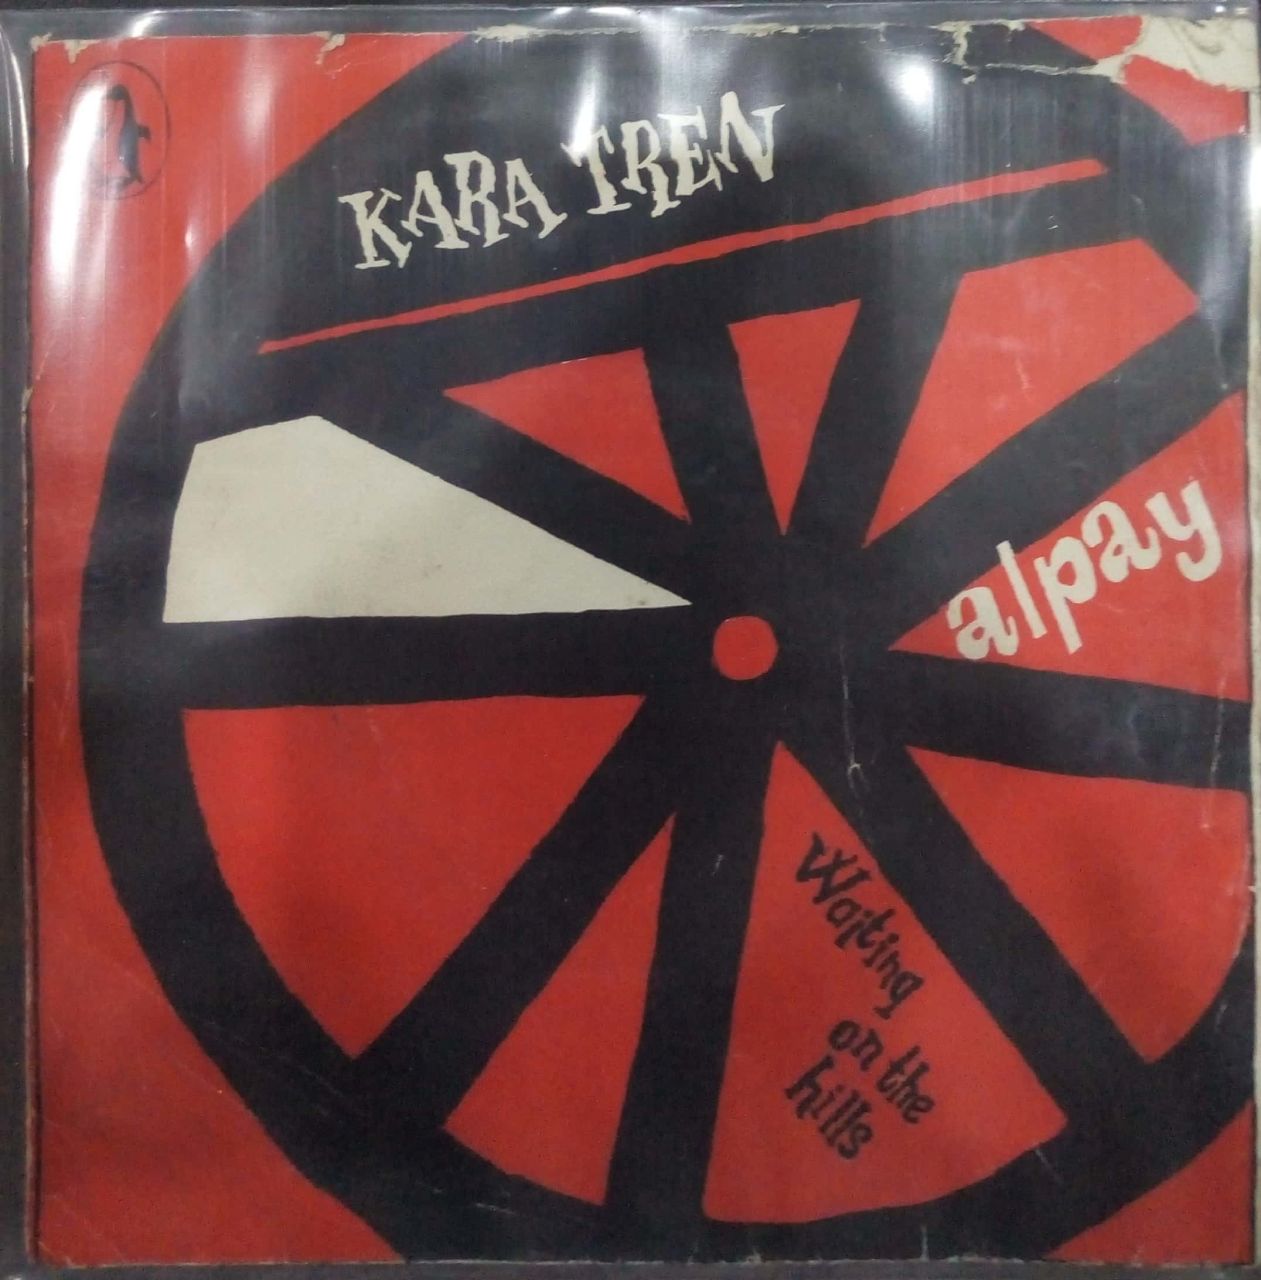 KARA TREN
alpay
Waiting
on the
hills